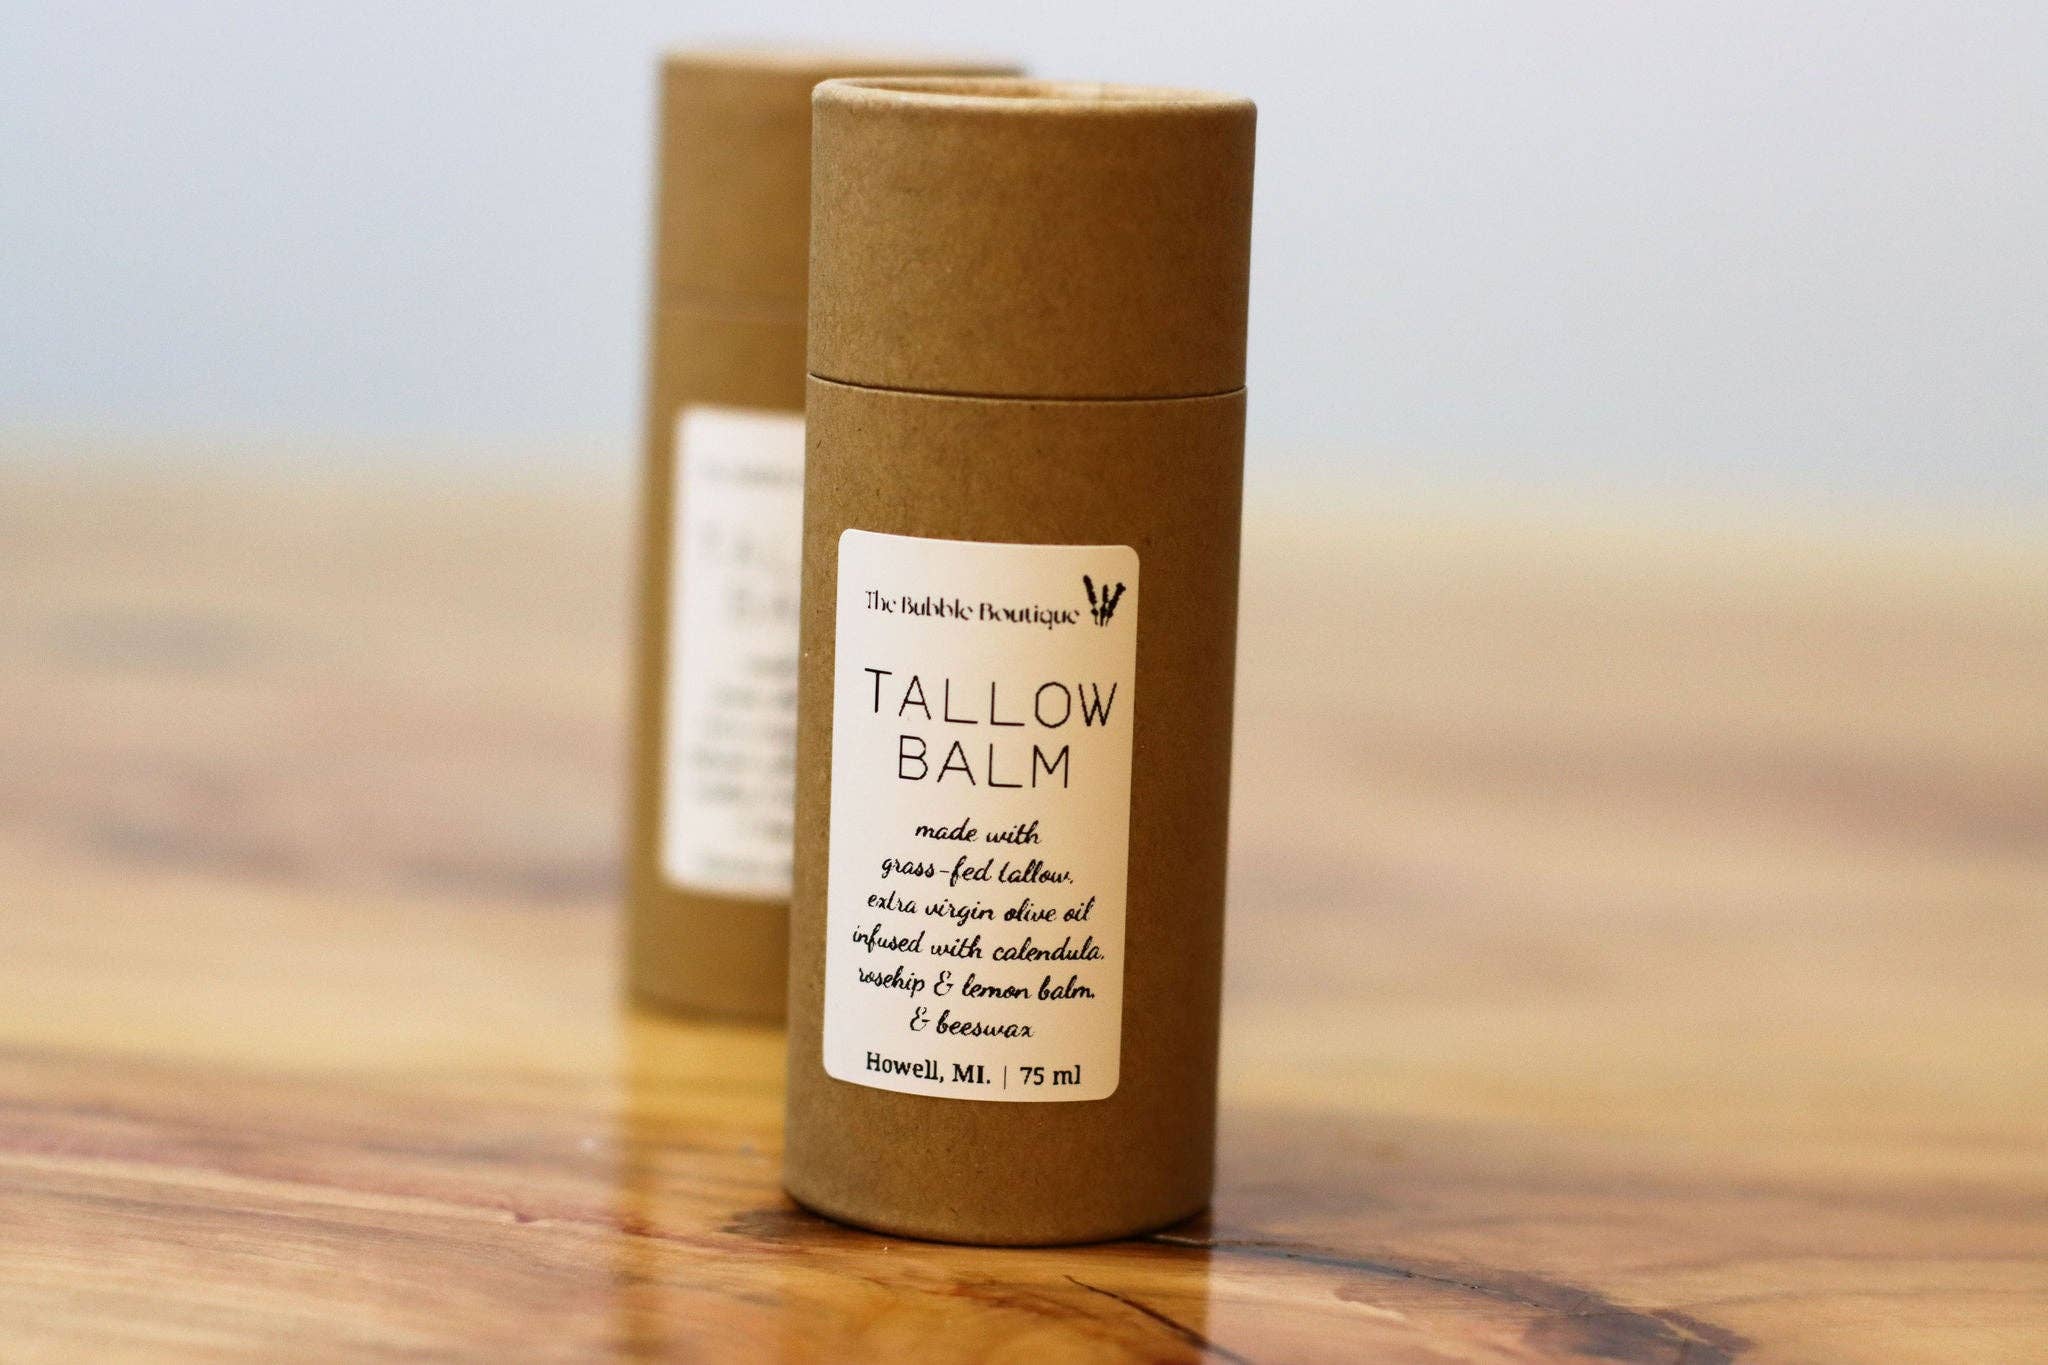 The Bubble Boutique
TALLOW
BALM
made with
grass-fed tallow,
extra virgin olive oil
infused with calendula,
rosehip & lemon balm,
& beeswax
Howell, MI. | 75 ml